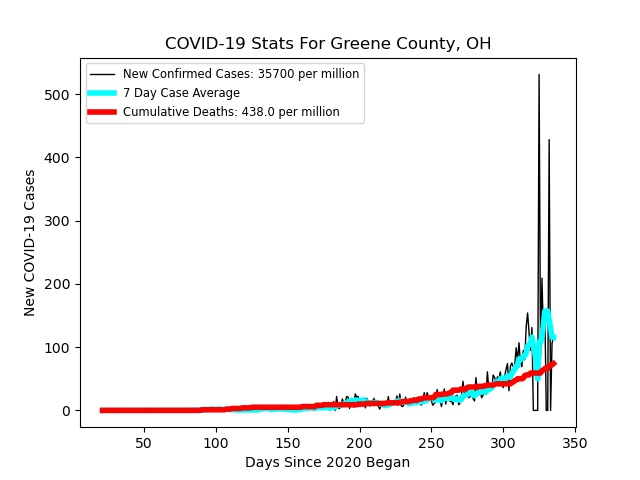 COVID-19 Stats For Greene County, OH
New Confirmed Cases: 35700 per million
7 Day Case Average
Cumulative Deaths: 438.0 per million
New COVID-19 Cases
500
400
300
200
100
0
50
100
150
200
250
300
350
Days Since 2020 Began